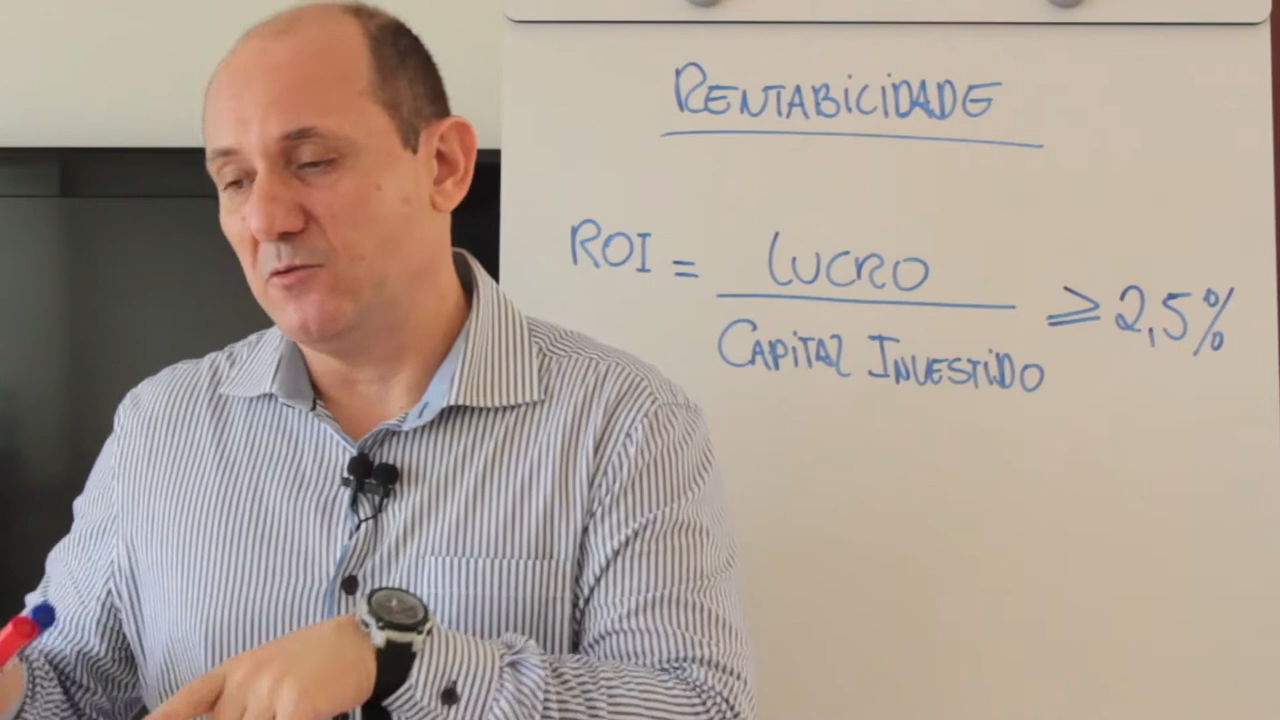 RENTABILIDADE
ROI = LUCRO
CAPITAL INVESTIDO
≥ 2,5%